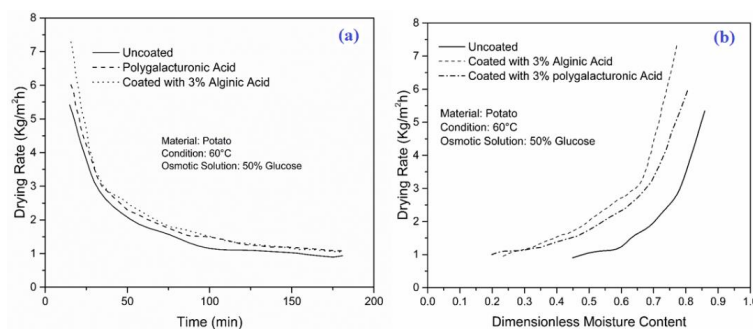 (a)
Uncoated
Polygalacturonic Acid
Coated with 3% Alginic Acid
Material: Potato
Condition: 60°C
Osmotic Solution: 50% Glucose
Drying Rate (Kg/m²h)
8
7
6
5
4
3
2
1
0
0 50 100 150 200
Time (min)
(b)
Uncoated
Coated with 3% Alginic Acid
Coated with 3% polygalacturonic Acid
Material: Potato
Condition: 60°C
Osmotic Solution: 50% Glucose
Drying Rate (Kg/m²h)
8
7
6
5
4
3
2
1
0
0.0 0.1 0.2 0.3 0.4 0.5 0.6 0.7 0.8 0.9 1.0
Dimensionless Moisture Content